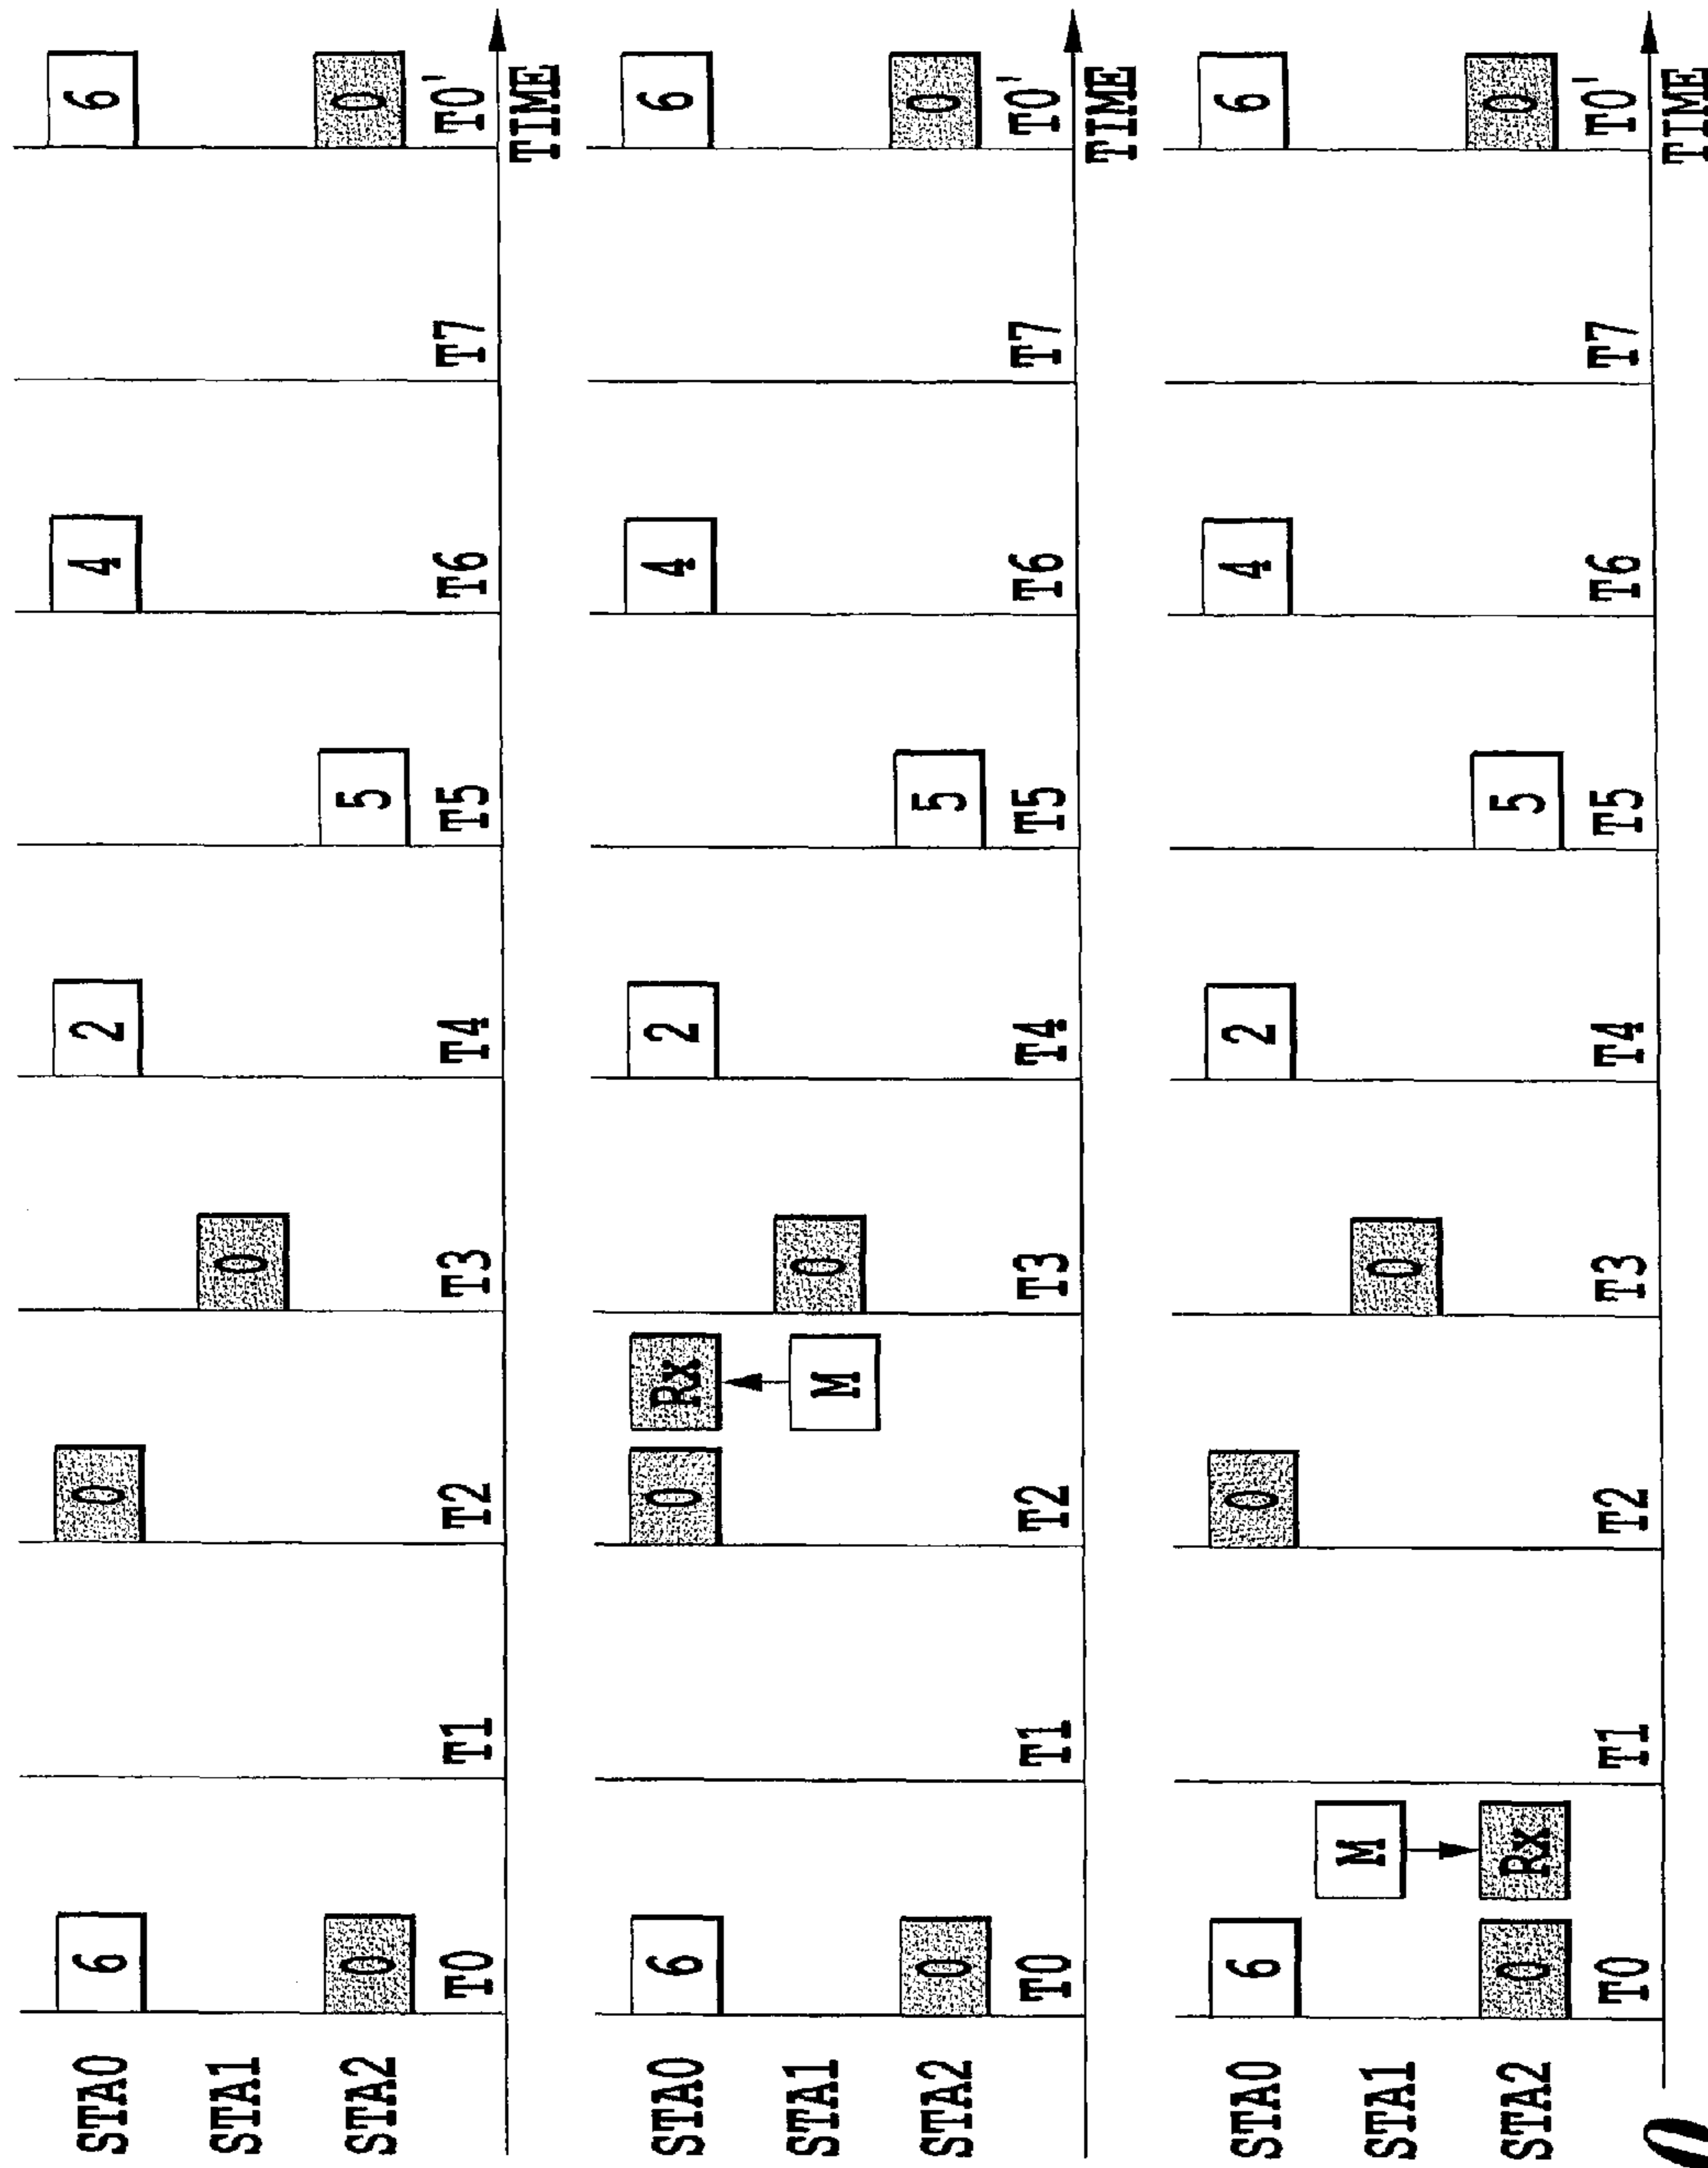 STA0 6 0 2 4 6
STA1 0
STA2 0 5 0
T0 T1 T2 T3 T4 T5 T6 T7 T0'
TIME
STA0 6 0 Rx 2 4 6
STA1 M 0
STA2 0 5 0
T0 T1 T2 T3 T4 T5 T6 T7 T0'
TIME
STA0 6 0 2 4 6
STA1 M 0
STA2 0 Rx 5 0
T0 T1 T2 T3 T4 T5 T6 T7 T0'
TIME